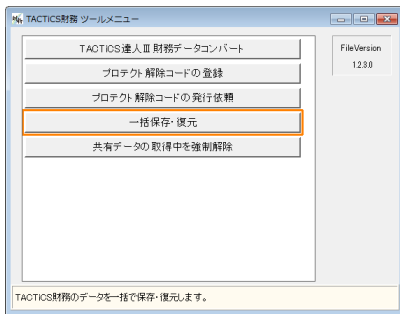 TACTiCS財務 ツールメニュー
TACTiCS達人Ⅲ 財務データコンバート
プロテクト解除コードの登録
プロテクト解除コードの発行依頼
一括保存・復元
共有データの取得中を強制解除
FileVersion
1.2.3.0
TACTiCS財務のデータを一括で保存・復元します。